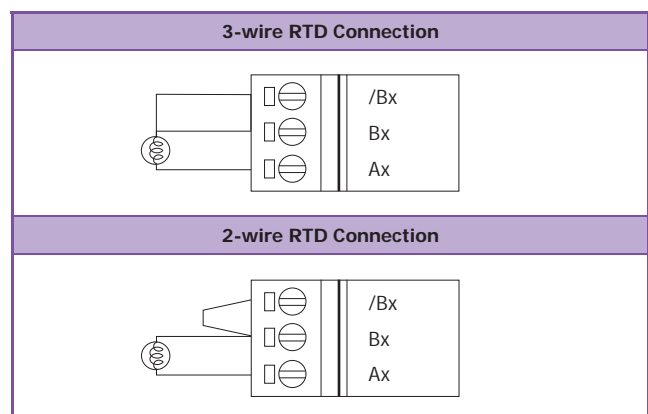 3-wire RTD Connection
/Bx
Bx
Ax
2-wire RTD Connection
/Bx
Bx
Ax